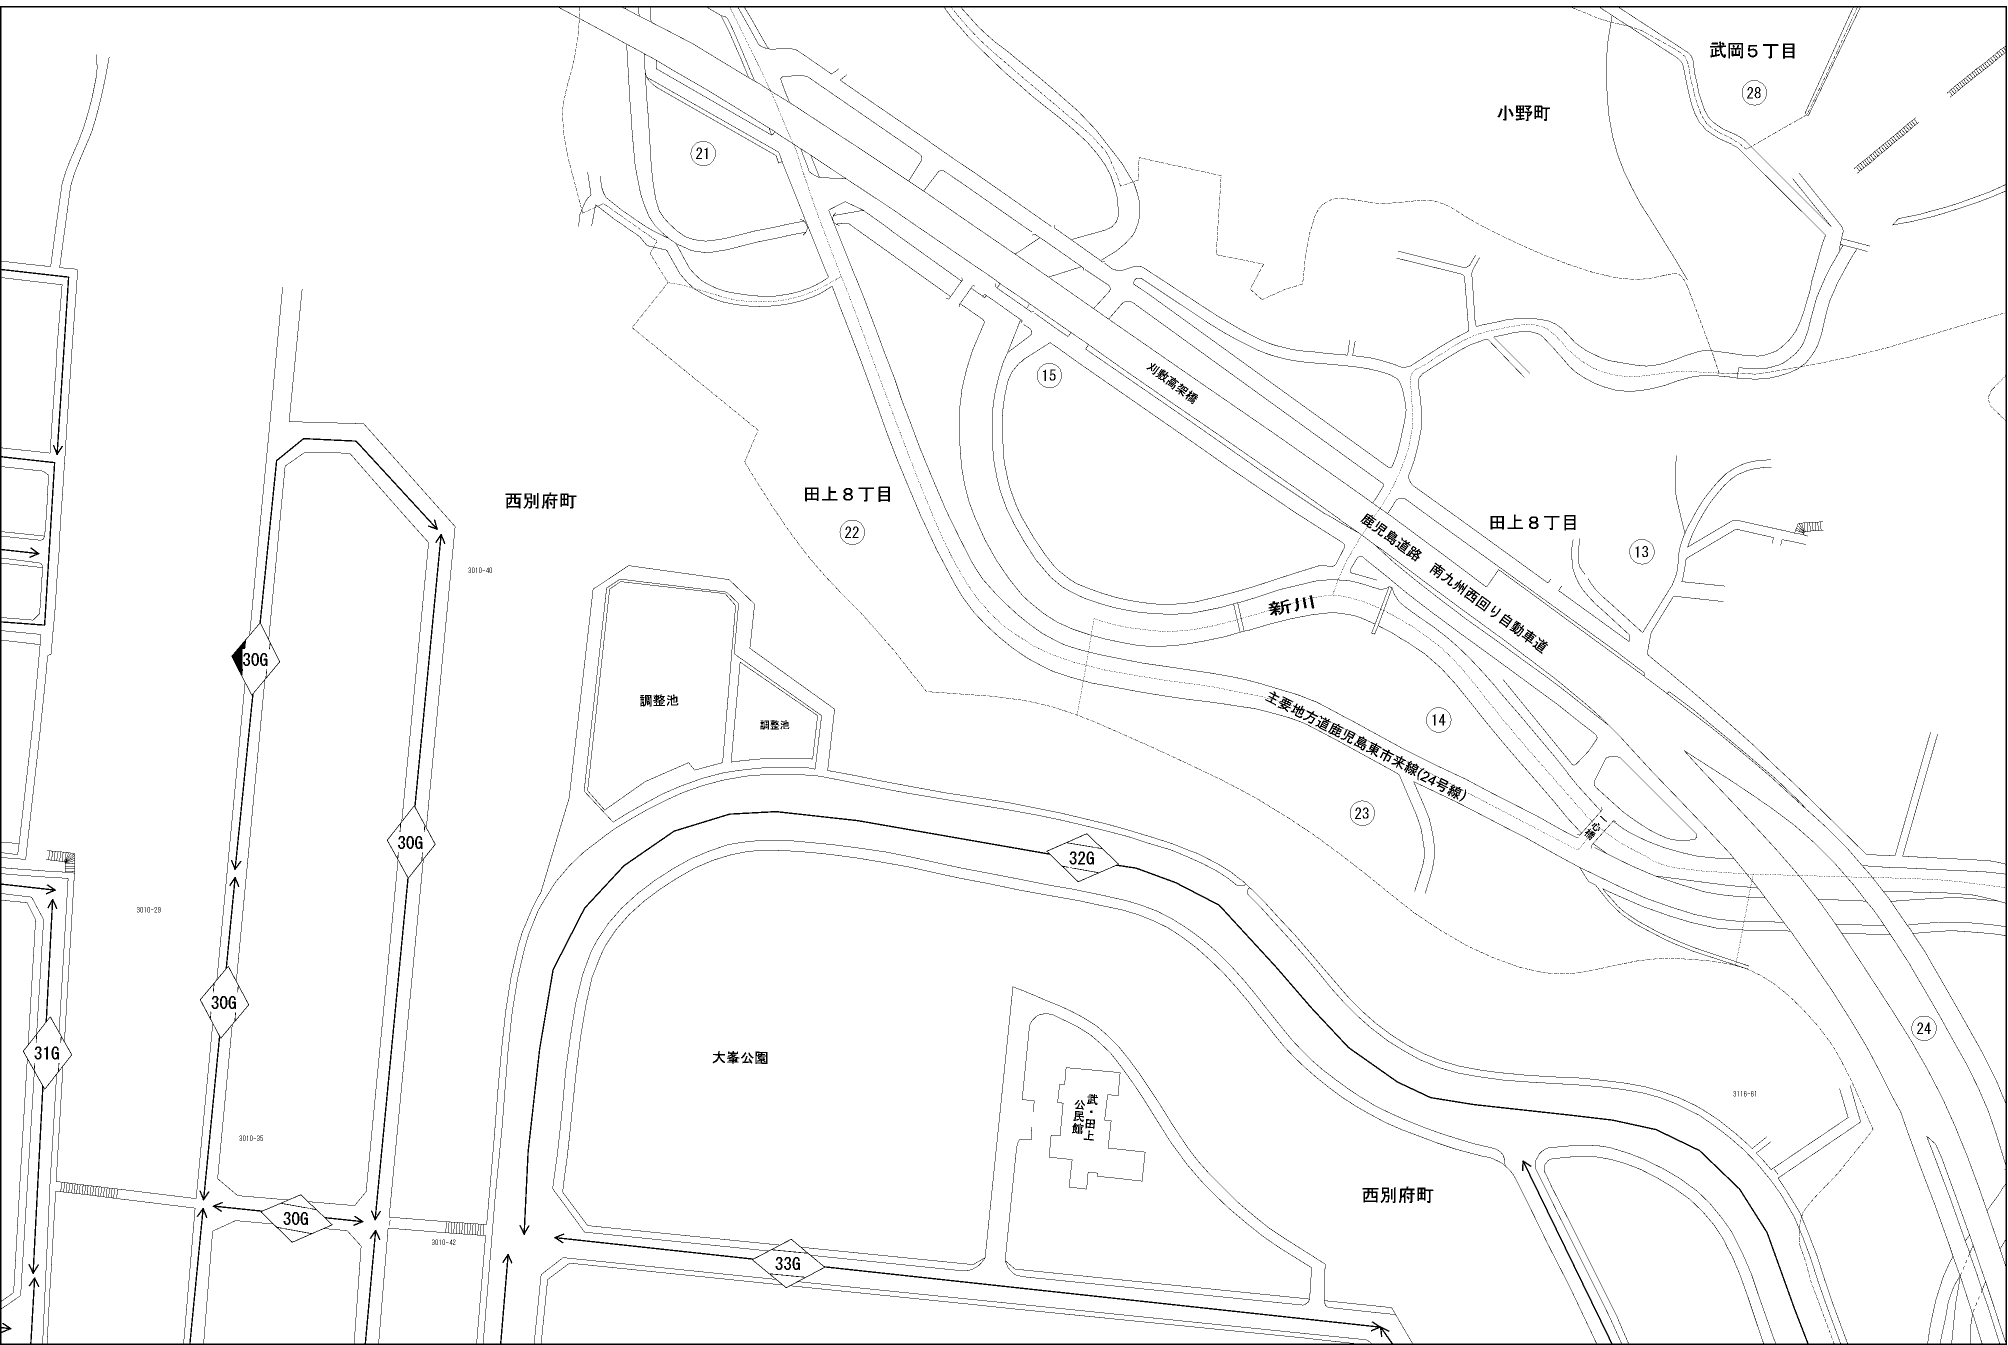 武岡５丁目
28
小野町
21
15
刈敷高架橋
西別府町
田上８丁目
22
田上８丁目
13
鹿児島道路　南九州西回り自動車道
3010-40
新川
30G
調整池
調整池
主要地方道鹿児島東市来線(24号線)
14
23
一心橋
30G
32G
3010-29
30G
31G
大峯公園
24
武・田上
公民館
3116-61
3010-35
西別府町
30G
3010-42
33G